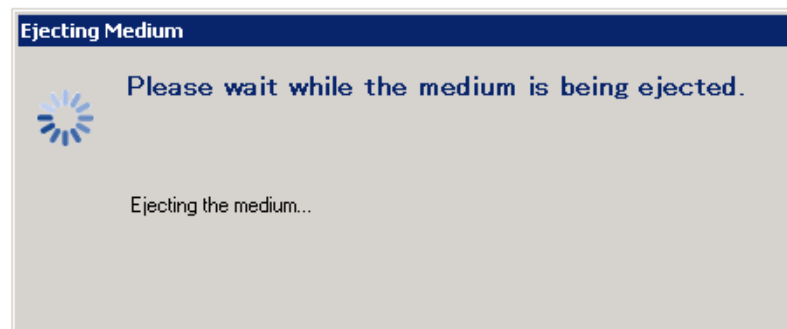 Ejecting Medium
Please wait while the medium is being ejected.
Ejecting the medium...